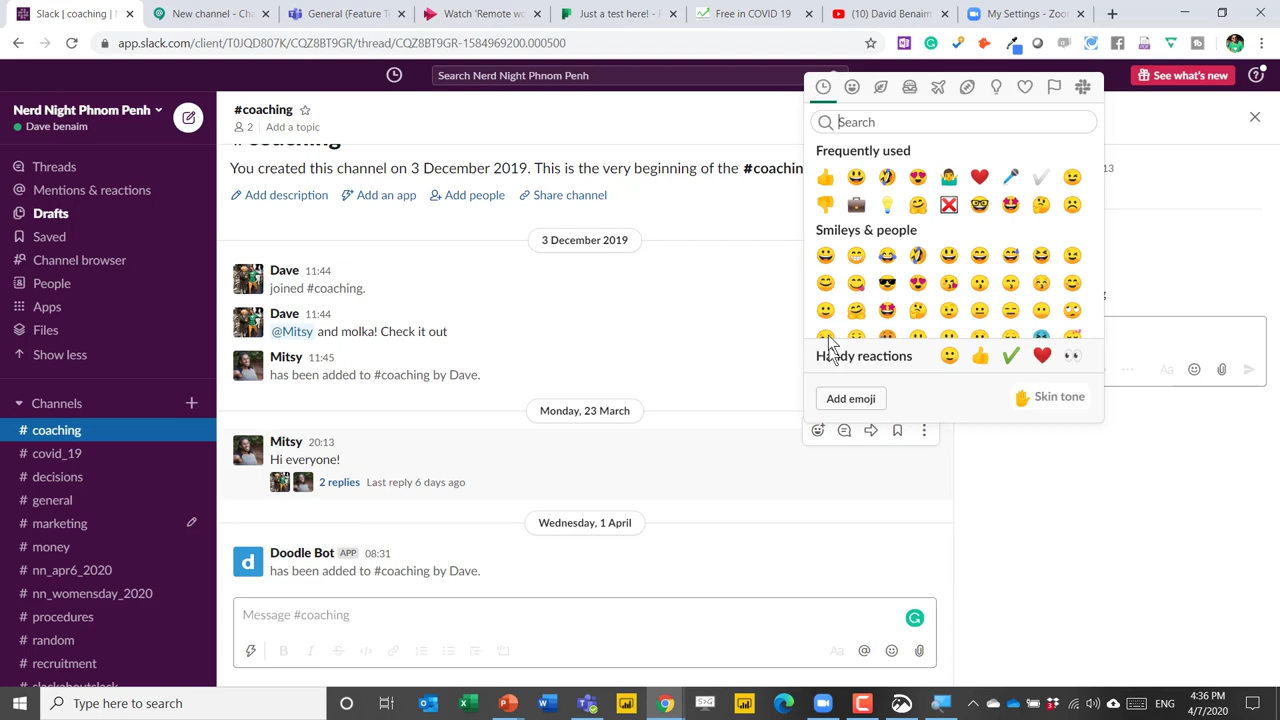 Slack | coaching | N
New channel - Cha
General (Feature Te
Watch 'Remote wo
Just a test here! - D
Free in COVID 19
(10) David Benaim
My Settings - Zoo
app.slack.com/client/T0JQD807K/CQZ8BT9GR/thread/CQZ8BT9GR-1584969200.000500
Search Nerd Night Phnom Penh
See what's new
Nerd Night Phnom Penh
Dave benaim
Threads
Mentions & reactions
Drafts
Saved
Channel browser
People
Apps
Files
Show less
Channels
# coaching
# covid_19
# decisions
# general
# marketing
# money
# nn_apr6_2020
# nn_womensday_2020
# procedures
# random
# recruitment
# slackaboutslack
#coaching
2
Add a topic
#coaching
You created this channel on 3 December 2019. This is the very beginning of the #coachin
Add description
Add an app
Add people
Share channel
3 December 2019
Dave 11:44
joined #coaching.
Dave 11:44
@Mitsy and molka! Check it out
Mitsy 11:45
has been added to #coaching by Dave.
Monday, 23 March
Mitsy 20:13
Hi everyone!
2 replies Last reply 6 days ago
Wednesday, 1 April
Doodle Bot APP 08:31
has been added to #coaching by Dave.
Message #coaching
Aa
Search
Frequently used
Smileys & people
Handy reactions
Add emoji
Skin tone
13
Aa
Type here to search
ENG
4:36 PM
4/7/2020